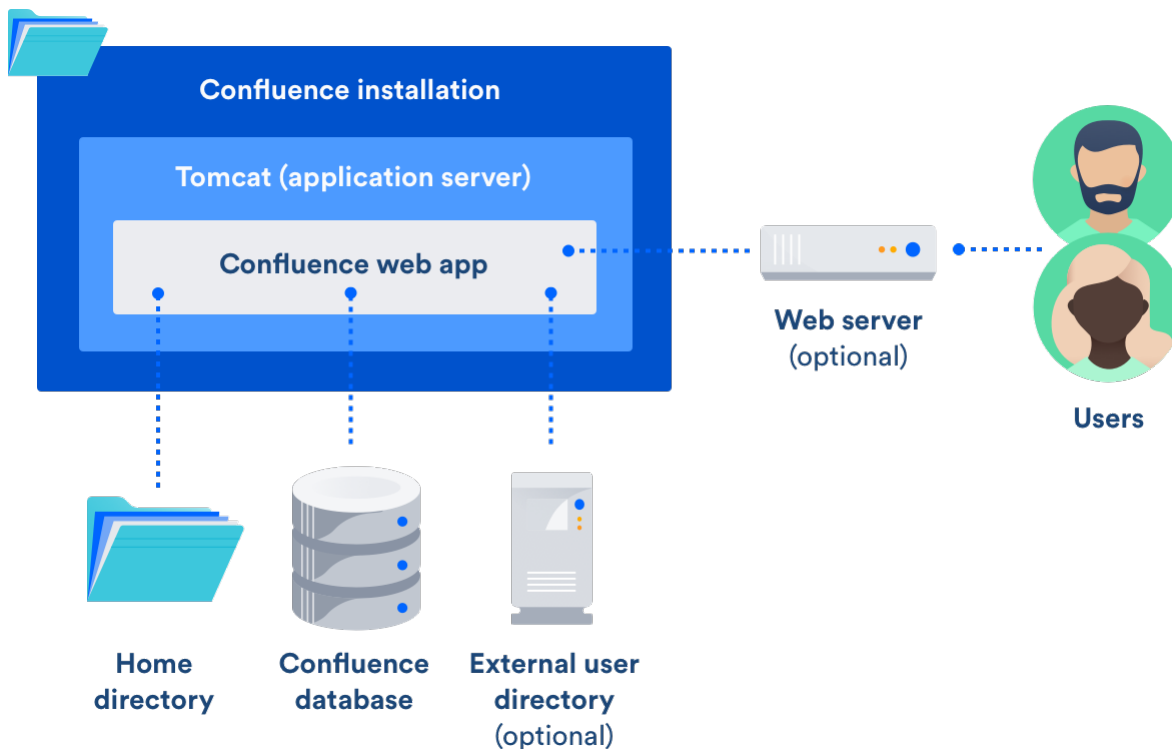 Confluence installation
Tomcat (application server)
Confluence web app
Web server
(optional)
Users
Home
directory
Confluence
database
External user
directory
(optional)